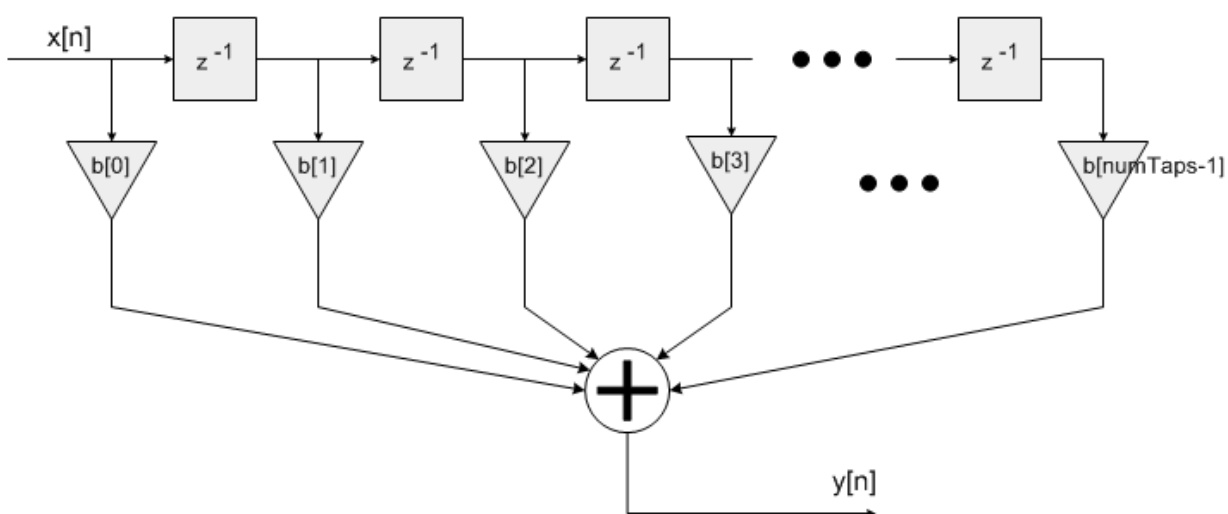 x[n]
z -1
z -1
z -1
z -1
b[0]
b[1]
b[2]
b[3]
b[numTaps-1]
y[n]